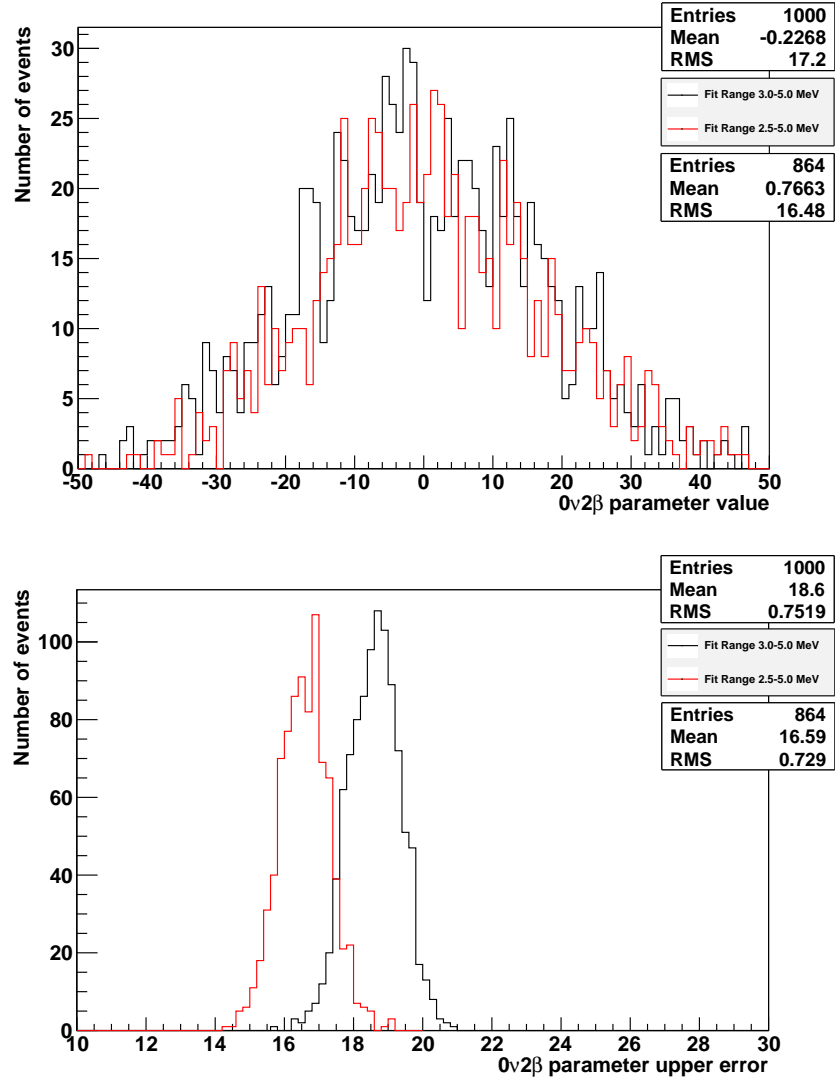 Entries 1000
Mean -0.2268
RMS 17.2
Fit Range 3.0-5.0 MeV
Fit Range 2.5-5.0 MeV
Entries 864
Mean 0.7663
RMS 16.48
Number of events
30
25
20
15
10
5
0
-50 -40 -30 -20 -10 0 10 20 30 40 50
0ν2β parameter value
Entries 1000
Mean 18.6
RMS 0.7519
Fit Range 3.0-5.0 MeV
Fit Range 2.5-5.0 MeV
Entries 864
Mean 16.59
RMS 0.729
Number of events
100
80
60
40
20
0
10 12 14 16 18 20 22 24 26 28 30
0ν2β parameter upper error